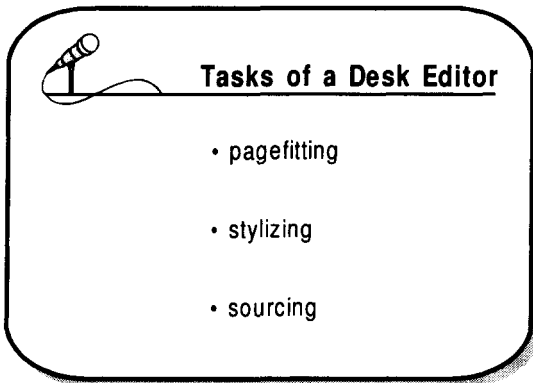 Tasks of a Desk Editor
• pagefitting
• stylizing
• sourcing